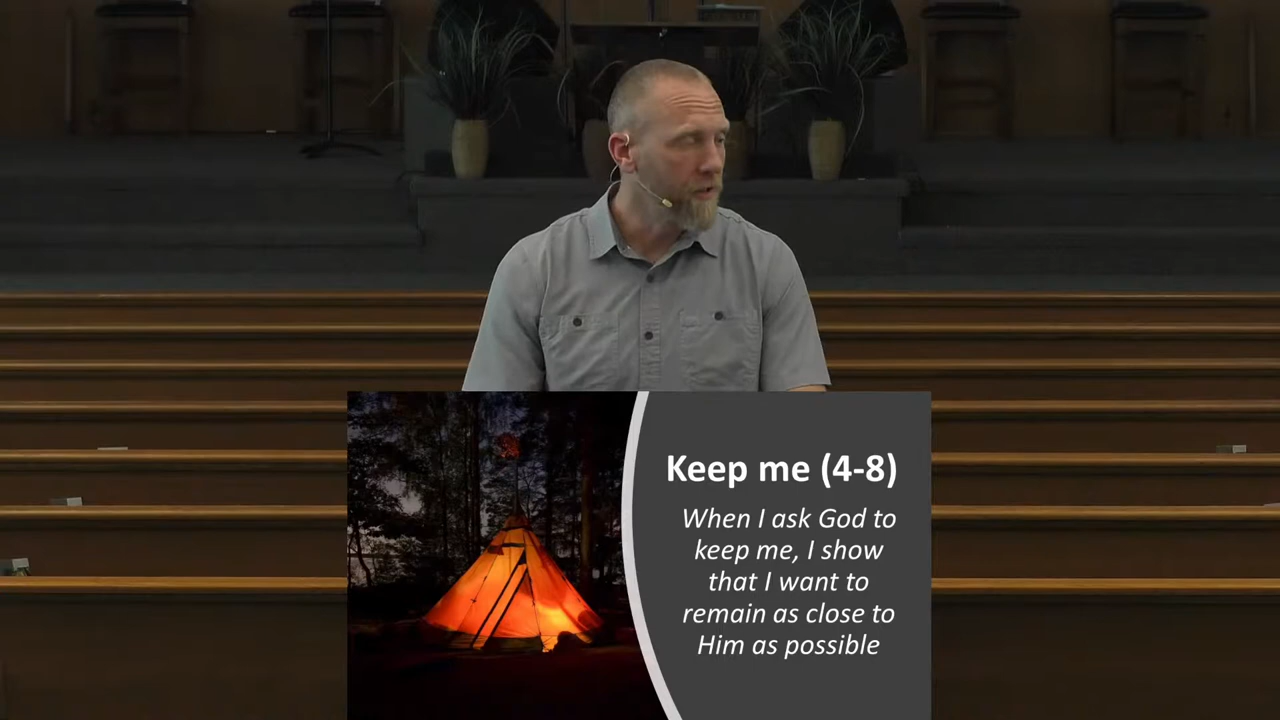 Keep me (4-8)
When I ask God to
keep me, I show
that I want to
remain as close to
Him as possible